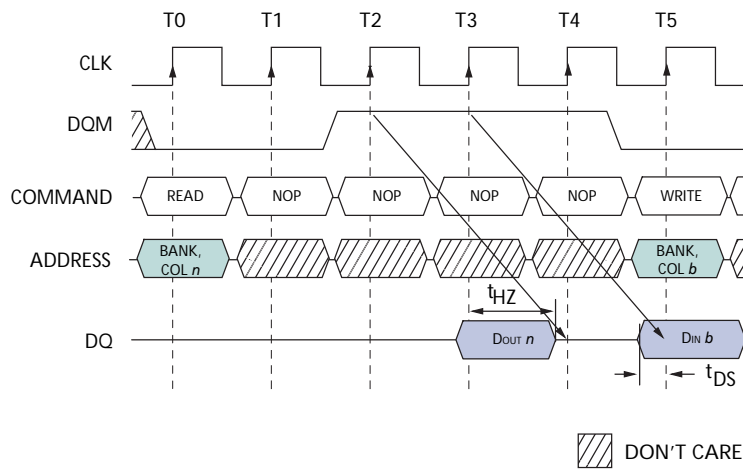 T0 T1 T2 T3 T4 T5
CLK
DQM
COMMAND READ NOP NOP NOP NOP WRITE
ADDRESS BANK, COL n BANK, COL b
tHZ
DQ DOUT n DIN b
tDS
DON'T CARE